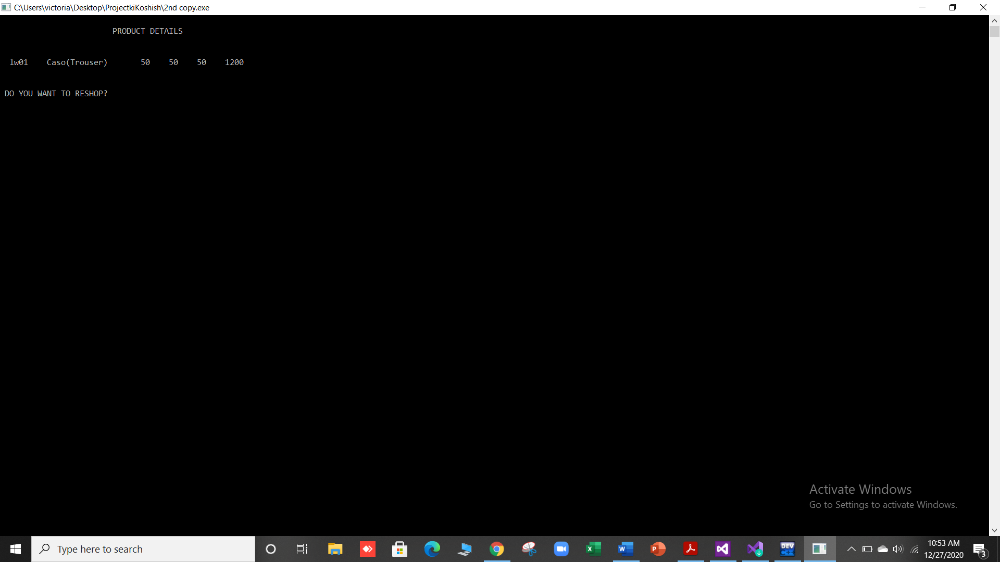 C:\Users\victoria\Desktop\ProjectkiKoshish\2nd copy.exe
PRODUCT DETAILS
lw01 Caso(Trouser) 50 50 50 1200
DO YOU WANT TO RESHOP?
Activate Windows
Go to Settings to activate Windows.
Type here to search
X
W
P
DEV
C++
10:53 AM
12/27/2020
3